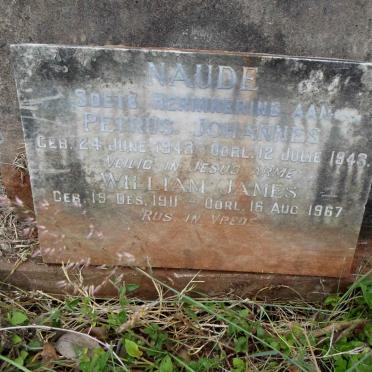 NAUDE
SOETE HERINNERING AAN
PETRUS JOHANNES
GEB. 24 JUNE 1943 - OORL. 12 JULIE 1943
VEILIG IN JESUS ARME
WILLIAM JAMES
GEB. 19 DES. 1911 - OORL. 16 AUG. 1967
RUS IN VREDE